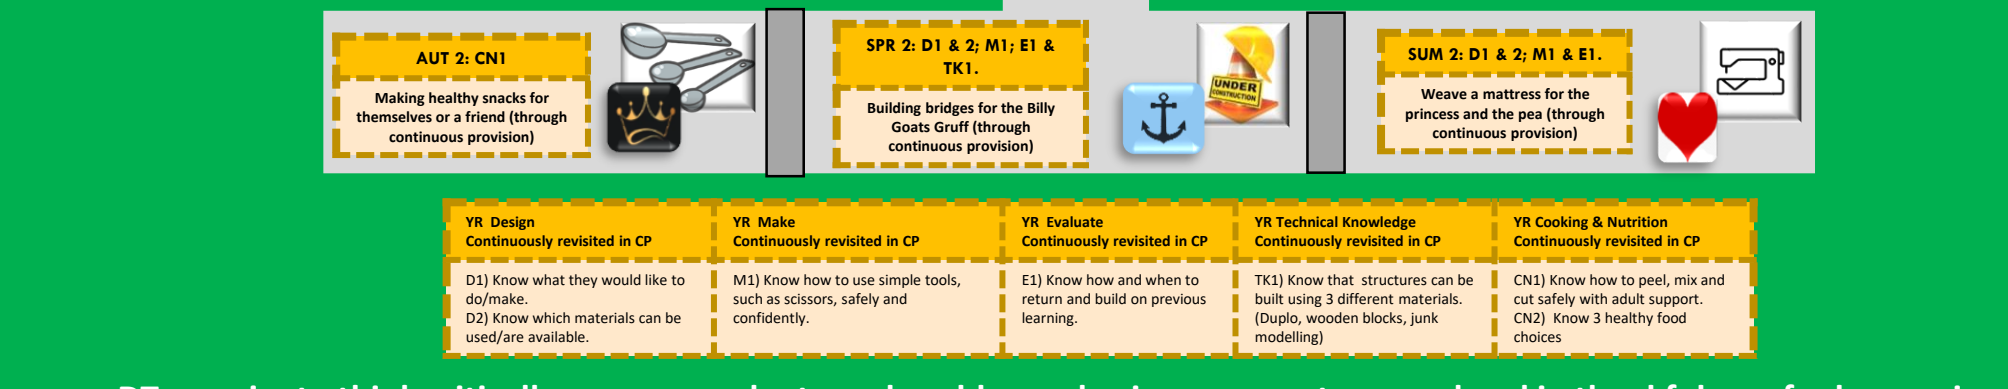 AUT 2: CN1
Making healthy snacks for
themselves or a friend (through
continuous provision)
SPR 2: D1 & 2; M1; E1 &
TK1.
Building bridges for the Billy
Goats Gruff (through
continuous provision)
UNDER
CONSTRUCTION
SUM 2: D1 & 2; M1 & E1.
Weave a mattress for the
princess and the pea (through
continuous provision)
YR Design
Continuously revisited in CP
D1) Know what they would like to
do/make.
D2) Know which materials can be
used/are available.
YR Make
Continuously revisited in CP
M1) Know how to use simple tools,
such as scissors, safely and
confidently.
YR Evaluate
Continuously revisited in CP
E1) Know how and when to
return and build on previous
learning.
YR Technical Knowledge
Continuously revisited in CP
TK1) Know that structures can be
built using 3 different materials.
(Duplo, wooden blocks, junk
modelling)
YR Cooking & Nutrition
Continuously revisited in CP
CN1) Know how to peel, mix and
cut safely with adult support.
CN2) Know 3 healthy food
choices